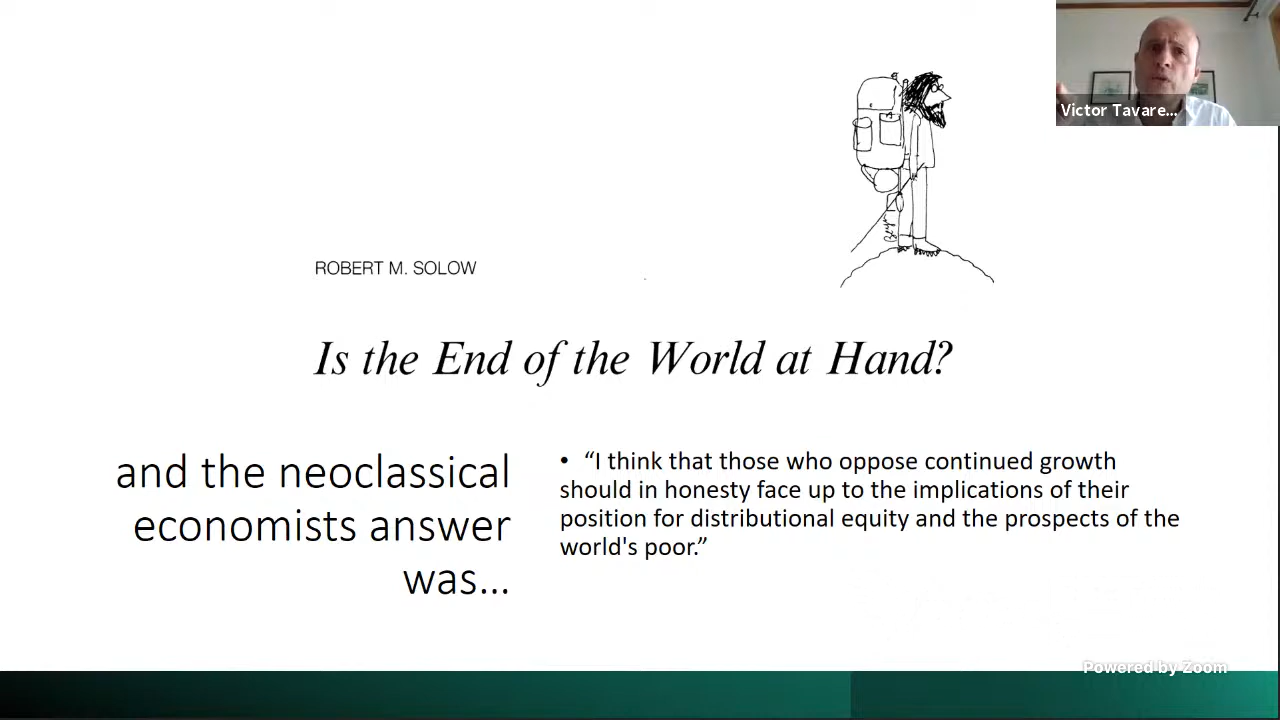 Victor Tavare...
ROBERT M. SOLOW
Is the End of the World at Hand?
and the neoclassical
economists answer
was...
• “I think that those who oppose continued growth
should in honesty face up to the implications of their
position for distributional equity and the prospects of the
world's poor.”
Powered by Zoom